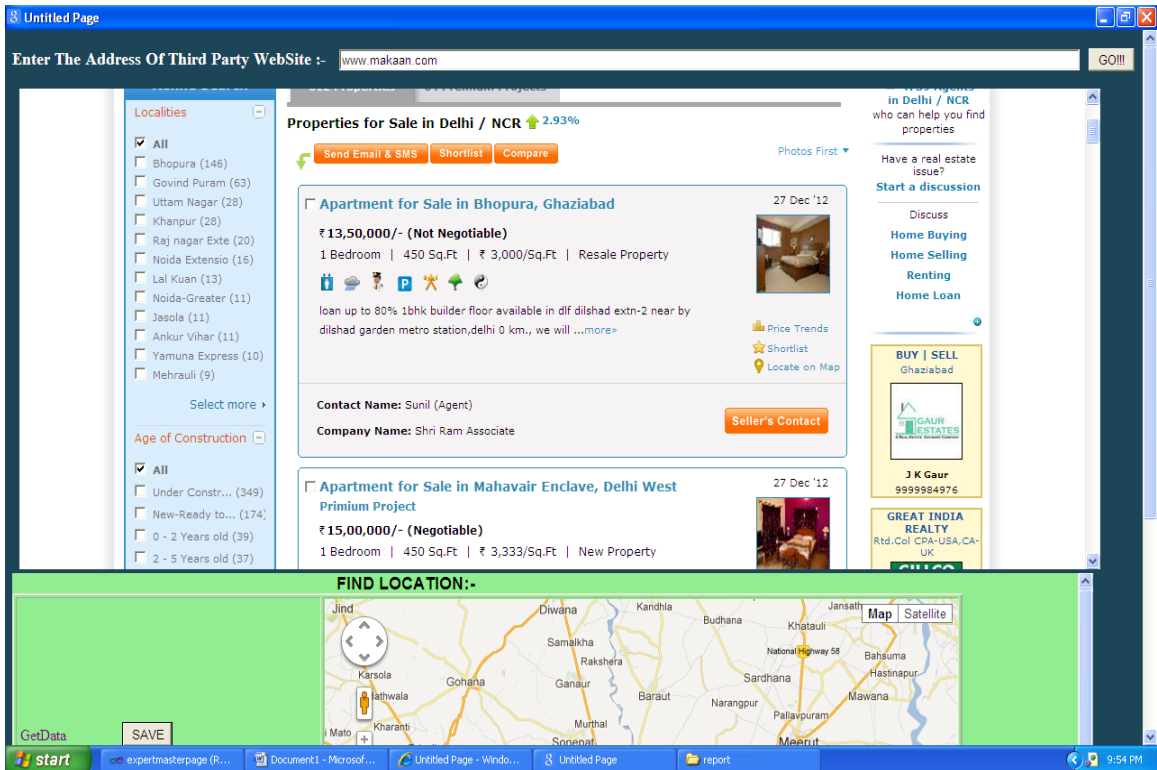 Untitled Page
Enter The Address Of Third Party WebSite :- www.makaan.com GO!!!
Localities
All
Bhopura (146)
Govind Puram (63)
Uttam Nagar (28)
Khanpur (28)
Raj nagar Exte (20)
Noida Extensio (16)
Lal Kuan (13)
Noida-Greater (11)
Jasola (11)
Ankur Vihar (11)
Yamuna Express (10)
Mehrauli (9)
Select more
Age of Construction
All
Under Constr... (349)
New-Ready to... (174)
0 - 2 Years old (39)
2 - 5 Years old (37)
Properties for Sale in Delhi / NCR 2.93%
Send Email & SMS Shortlist Compare
Photos First
Apartment for Sale in Bhopura, Ghaziabad
27 Dec '12
₹ 13,50,000/- (Not Negotiable)
1 Bedroom | 450 Sq.Ft | ₹ 3,000/Sq.Ft | Resale Property
loan up to 80% 1bhk builder floor available in dlf dilshad extn-2 near by
dilshad garden metro station,delhi 0 km., we will ...more»
Price Trends
Shortlist
Locate on Map
Contact Name: Sunil (Agent)
Company Name: Shri Ram Associate
Seller's Contact
Apartment for Sale in Mahavair Enclave, Delhi West
27 Dec '12
Primium Project
₹ 15,00,000/- (Negotiable)
1 Bedroom | 450 Sq.Ft | ₹ 3,333/Sq.Ft | New Property
in Delhi / NCR
who can help you find
properties
Have a real estate
issue?
Start a discussion
Discuss
Home Buying
Home Selling
Renting
Home Loan
BUY | SELL
Ghaziabad
GAUR
ESTATES
J K Gaur
9999984976
GREAT INDIA
REALTY
Rtd.Col CPA-USA,CA-
UK
FIND LOCATION:-
Jind
Diwana
Kandhla
Budhana
Khatauli
Jansath
Map
Satellite
Samalkha
Rakshera
National Highway 58
Bahsuma
Karsola
Gohana
Ganaur
Sardhana
Hastinapur
Baraut
Narangpur
Mawana
Pallavpuram
Kharanti
Murthal
i Mato
Sonepat
Meerut
GetData
SAVE
start
expertmasterpage (R...
Document1 - Microsof...
Untitled Page - Windo...
Untitled Page
report
9:54 PM